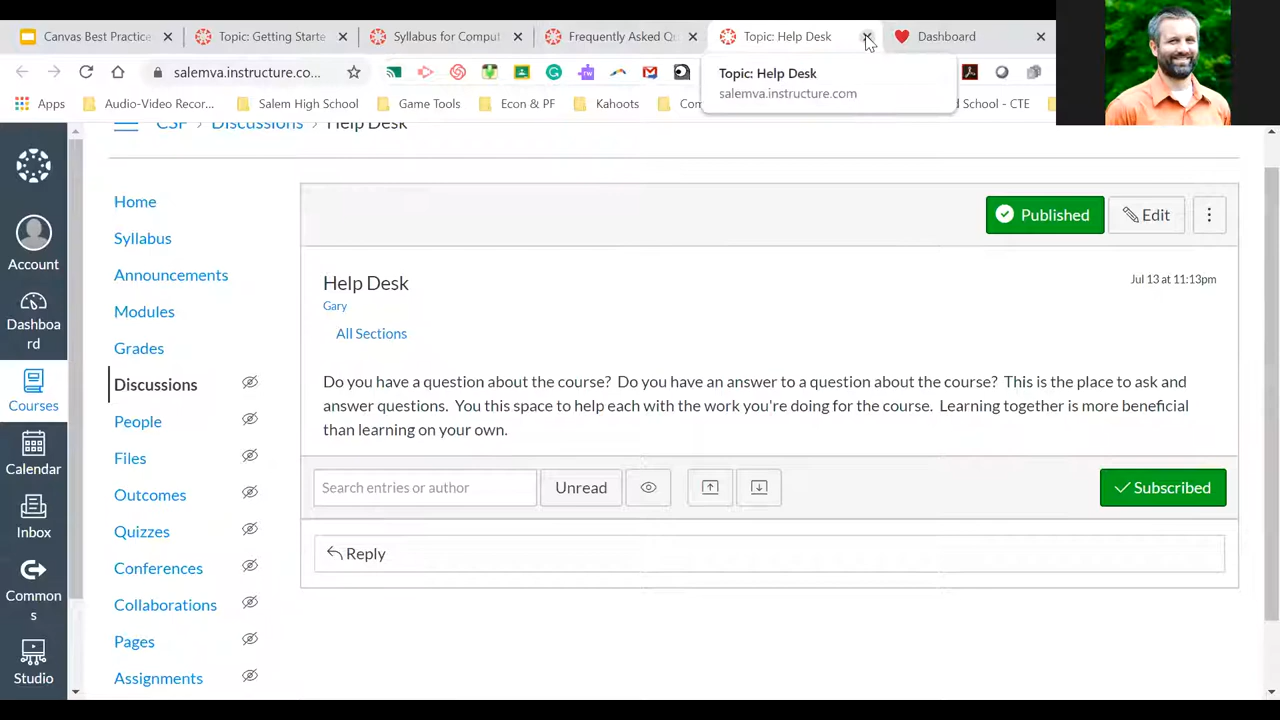 Canvas Best Practice
Topic: Getting Starte
Syllabus for Comput
Frequently Asked Qu
Topic: Help Desk
Dashboard
salemva.instructure.co...
Topic: Help Desk
salemva.instructure.com
Apps
Audio-Video Recor...
Salem High School
Game Tools
Econ & PF
Kahoots
d School - CTE
CSP
Discussions
Help Desk
Account
Dashboa
rd
Courses
Calendar
Inbox
Common
s
Studio
Home
Syllabus
Announcements
Modules
Grades
Discussions
People
Files
Outcomes
Quizzes
Conferences
Collaborations
Pages
Assignments
Published
Edit
Help Desk
Jul 13 at 11:13pm
Gary
All Sections
Do you have a question about the course? Do you have an answer to a question about the course? This is the place to ask and
answer questions. You this space to help each with the work you're doing for the course. Learning together is more beneficial
than learning on your own.
Search entries or author
Unread
Subscribed
Reply